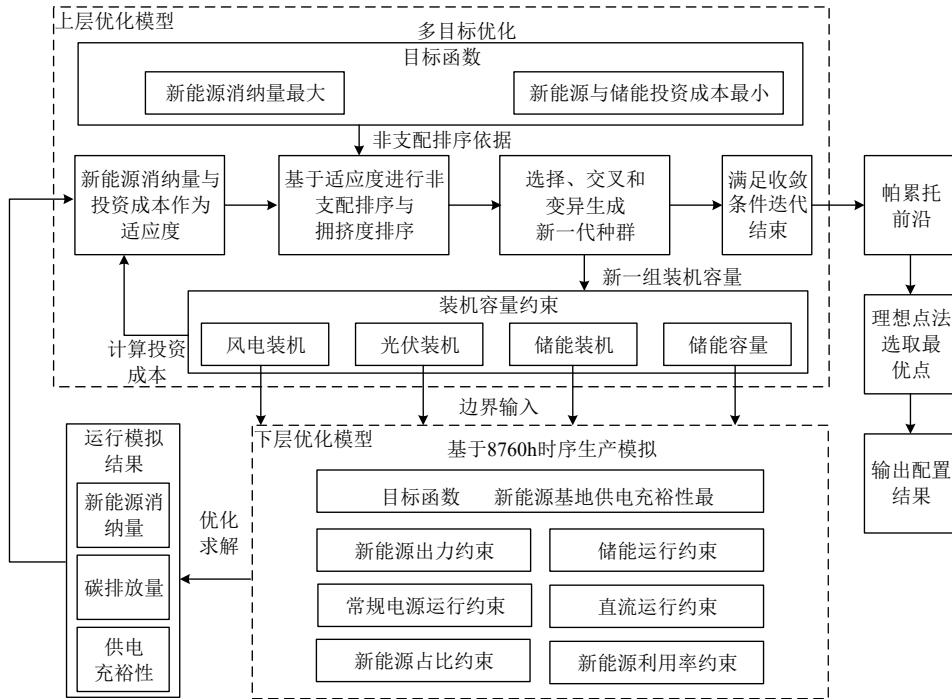 上层优化模型
多目标优化
目标函数
新能源消纳量最大
新能源与储能投资成本最小
非支配排序依据
新能源消纳量与
投资成本作为
适应度
基于适应度进行非
支配排序与
拥挤度排序
选择、交叉和
变异生成
新一代种群
满足收敛
条件迭代
结束
帕累托
前沿
新一组装机容量
装机容量约束
风电装机
光伏装机
储能装机
储能容量
计算投资
成本
理想点法
选取最
优点
输出配置
结果
边界输入
下层优化模型
基于8760h时序生产模拟
目标函数 新能源基地供电充裕性最
新能源出力约束
储能运行约束
常规电源运行约束
直流运行约束
新能源占比约束
新能源利用率约束
优化
求解
运行模拟
结果
新能源消
纳量
碳排放量
供电
充裕性